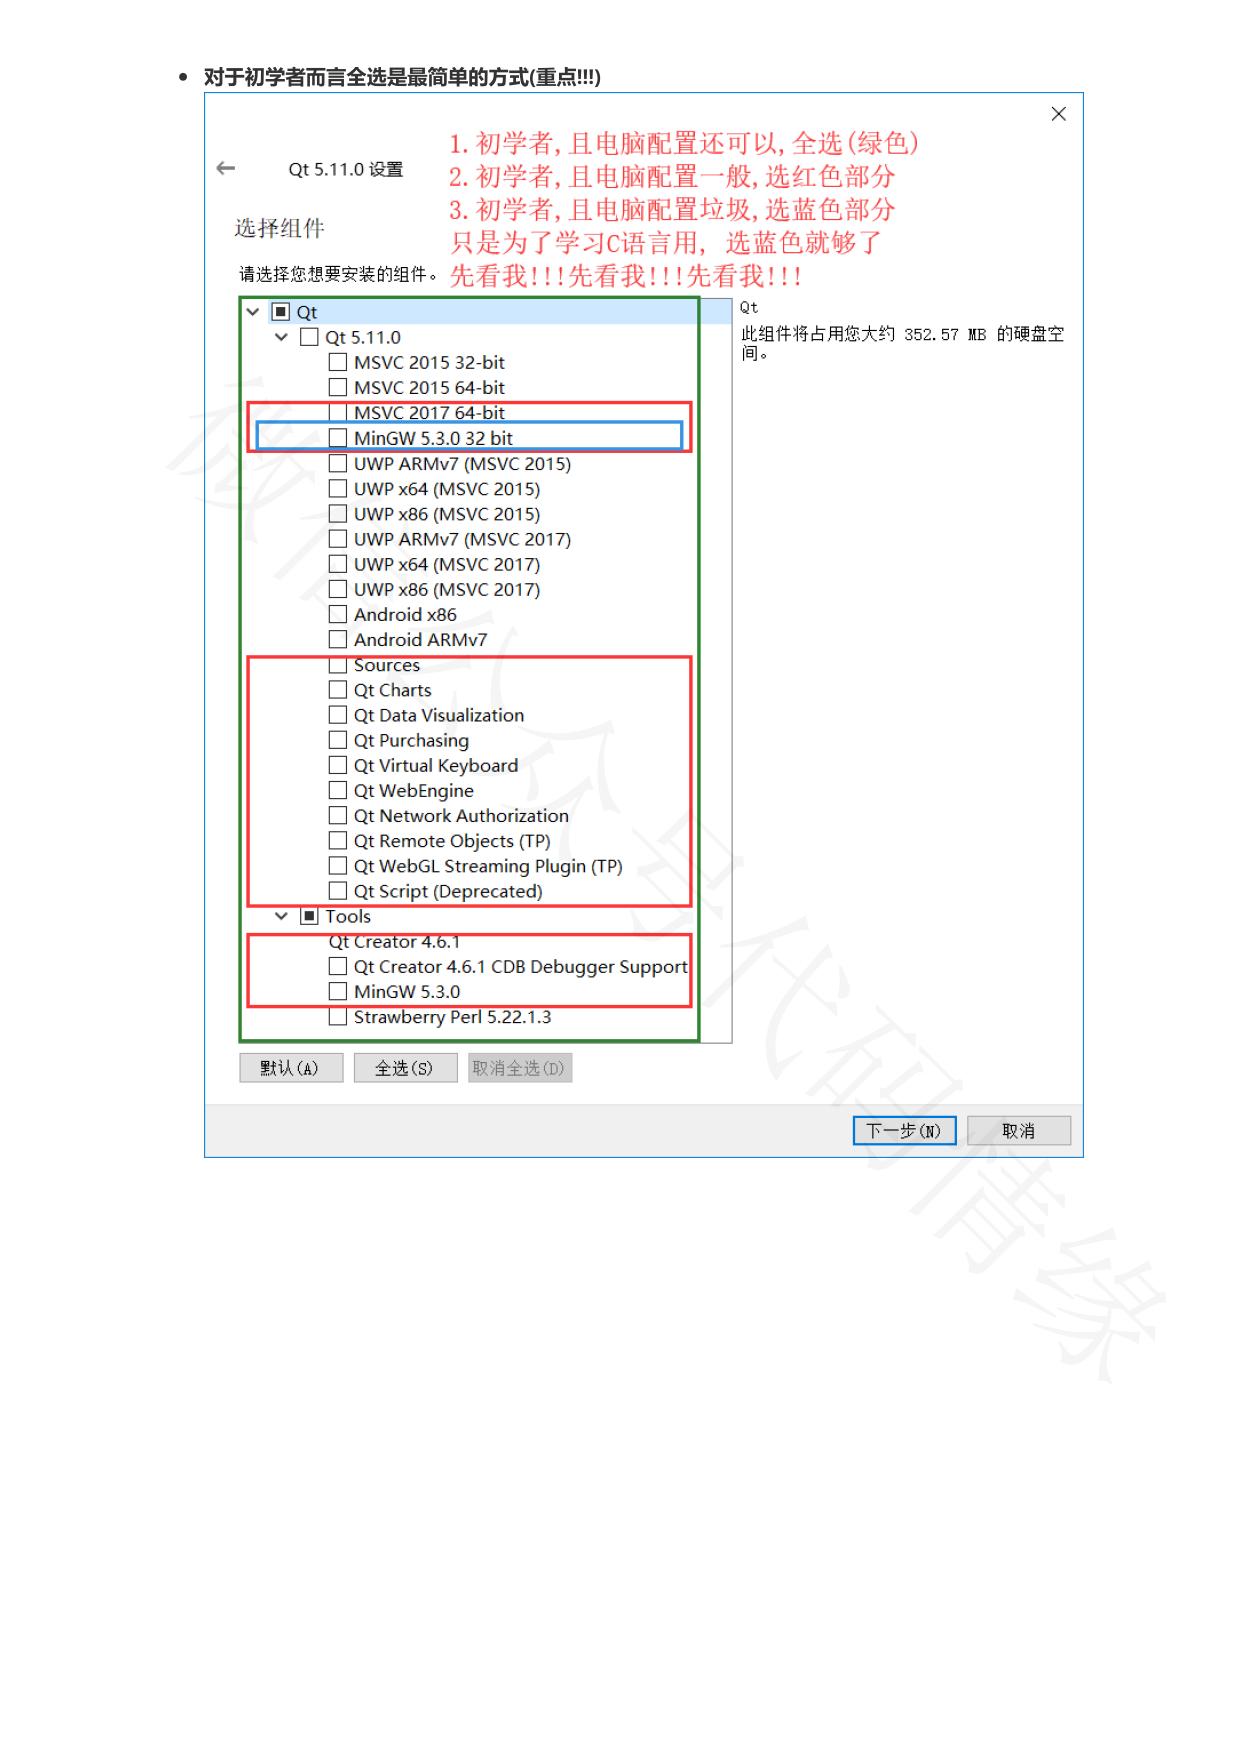 对于初学者而言全选是最简单的方式(重点!!!)
1.初学者,且电脑配置还可以,全选(绿色)
Qt 5.11.0 设置
2.初学者,且电脑配置一般,选红色部分
3.初学者,且电脑配置垃圾,选蓝色部分
选择组件
只是为了学习C语言用, 选蓝色就够了
请选择您想要安装的组件。
先看我!!!先看我!!!先看我!!!
Qt
Qt 5.11.0
MSVC 2015 32-bit
MSVC 2015 64-bit
MSVC 2017 64-bit
MinGW 5.3.0 32 bit
UWP ARMv7 (MSVC 2015)
UWP x64 (MSVC 2015)
UWP x86 (MSVC 2015)
UWP ARMv7 (MSVC 2017)
UWP x64 (MSVC 2017)
UWP x86 (MSVC 2017)
Android x86
Android ARMv7
Sources
Qt Charts
Qt Data Visualization
Qt Purchasing
Qt Virtual Keyboard
Qt WebEngine
Qt Network Authorization
Qt Remote Objects (TP)
Qt WebGL Streaming Plugin (TP)
Qt Script (Deprecated)
Tools
Qt Creator 4.6.1
Qt Creator 4.6.1 CDB Debugger Support
MinGW 5.3.0
Strawberry Perl 5.22.1.3
Qt
此组件将占用您大约 352.57 MB 的硬盘空
间。
默认(A)
全选(S)
取消全选(D)
下一步(N)
取消
微信公众号代码情缘